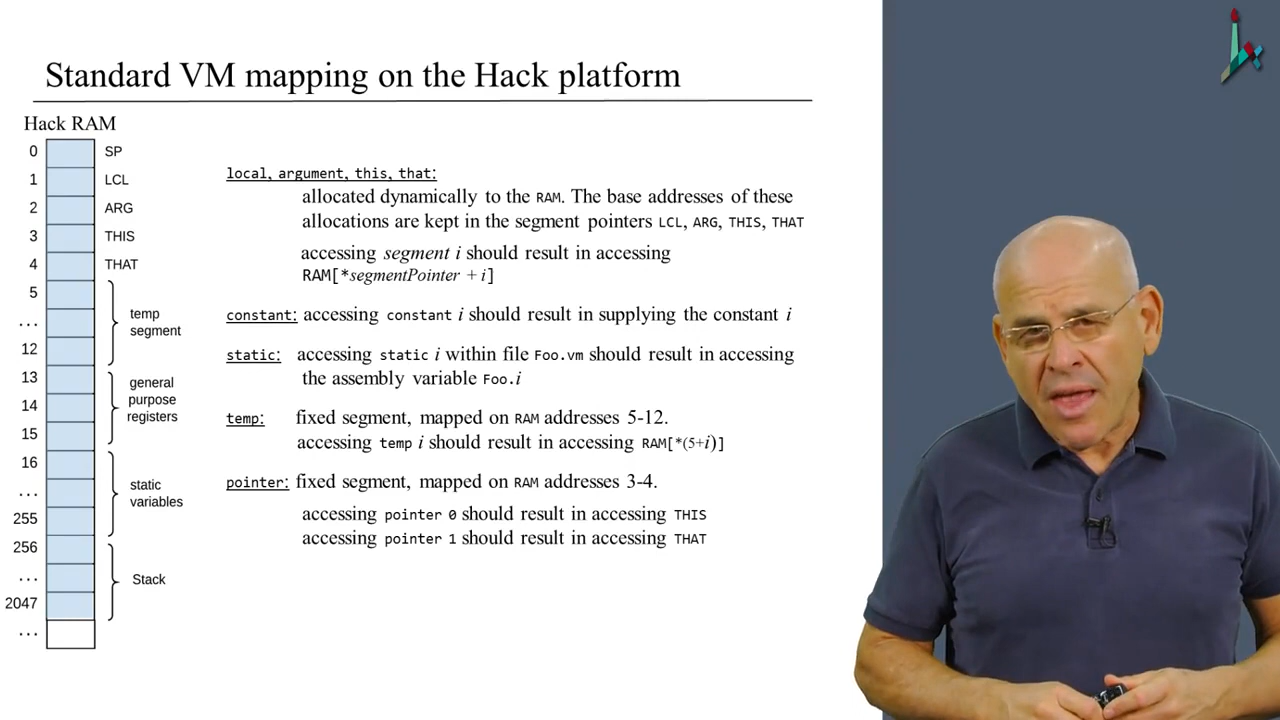 Standard VM mapping on the Hack platform
Hack RAM
0 SP
1 LCL
2 ARG
3 THIS
4 THAT
5
...
12
temp
segment
13
14
15
general
purpose
registers
16
...
255
static
variables
256
...
2047
Stack
...
local, argument, this, that:
allocated dynamically to the RAM. The base addresses of these
allocations are kept in the segment pointers LCL, ARG, THIS, THAT
accessing segment i should result in accessing
RAM[*segmentPointer + i]
constant: accessing constant i should result in supplying the constant i
static: accessing static i within file Foo.vm should result in accessing
the assembly variable Foo.i
temp: fixed segment, mapped on RAM addresses 5-12.
accessing temp i should result in accessing RAM[*(5+i)]
pointer: fixed segment, mapped on RAM addresses 3-4.
accessing pointer 0 should result in accessing THIS
accessing pointer 1 should result in accessing THAT